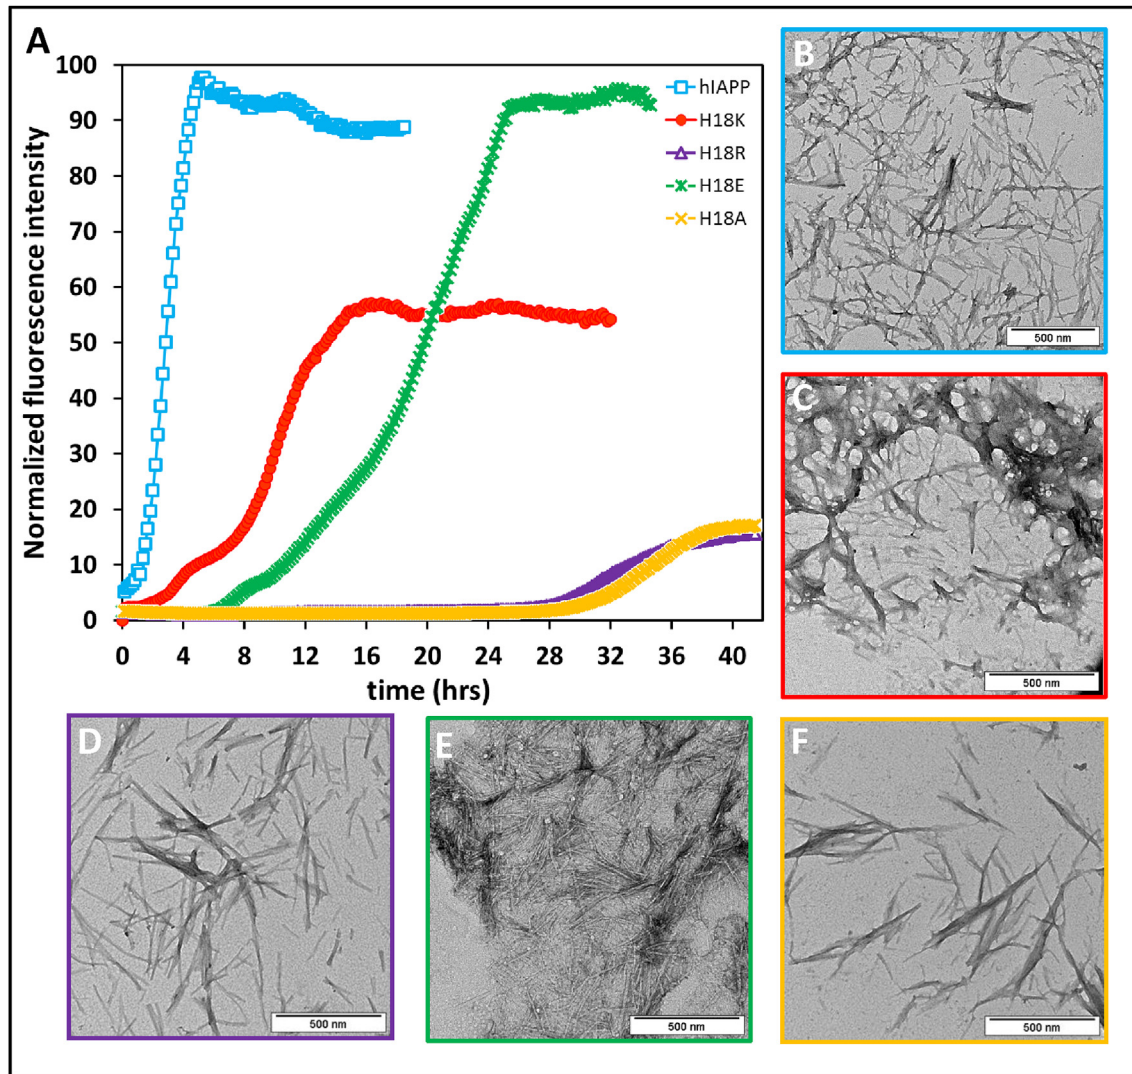 A
Normalized fluorescence intensity
100
90
80
70
60
50
40
30
20
10
0
0 4 8 12 16 20 24 28 32 36 40
time (hrs)
hIAPP
H18K
H18R
H18E
H18A
B
500 nm
C
500 nm
D
500 nm
E
500 nm
F
500 nm